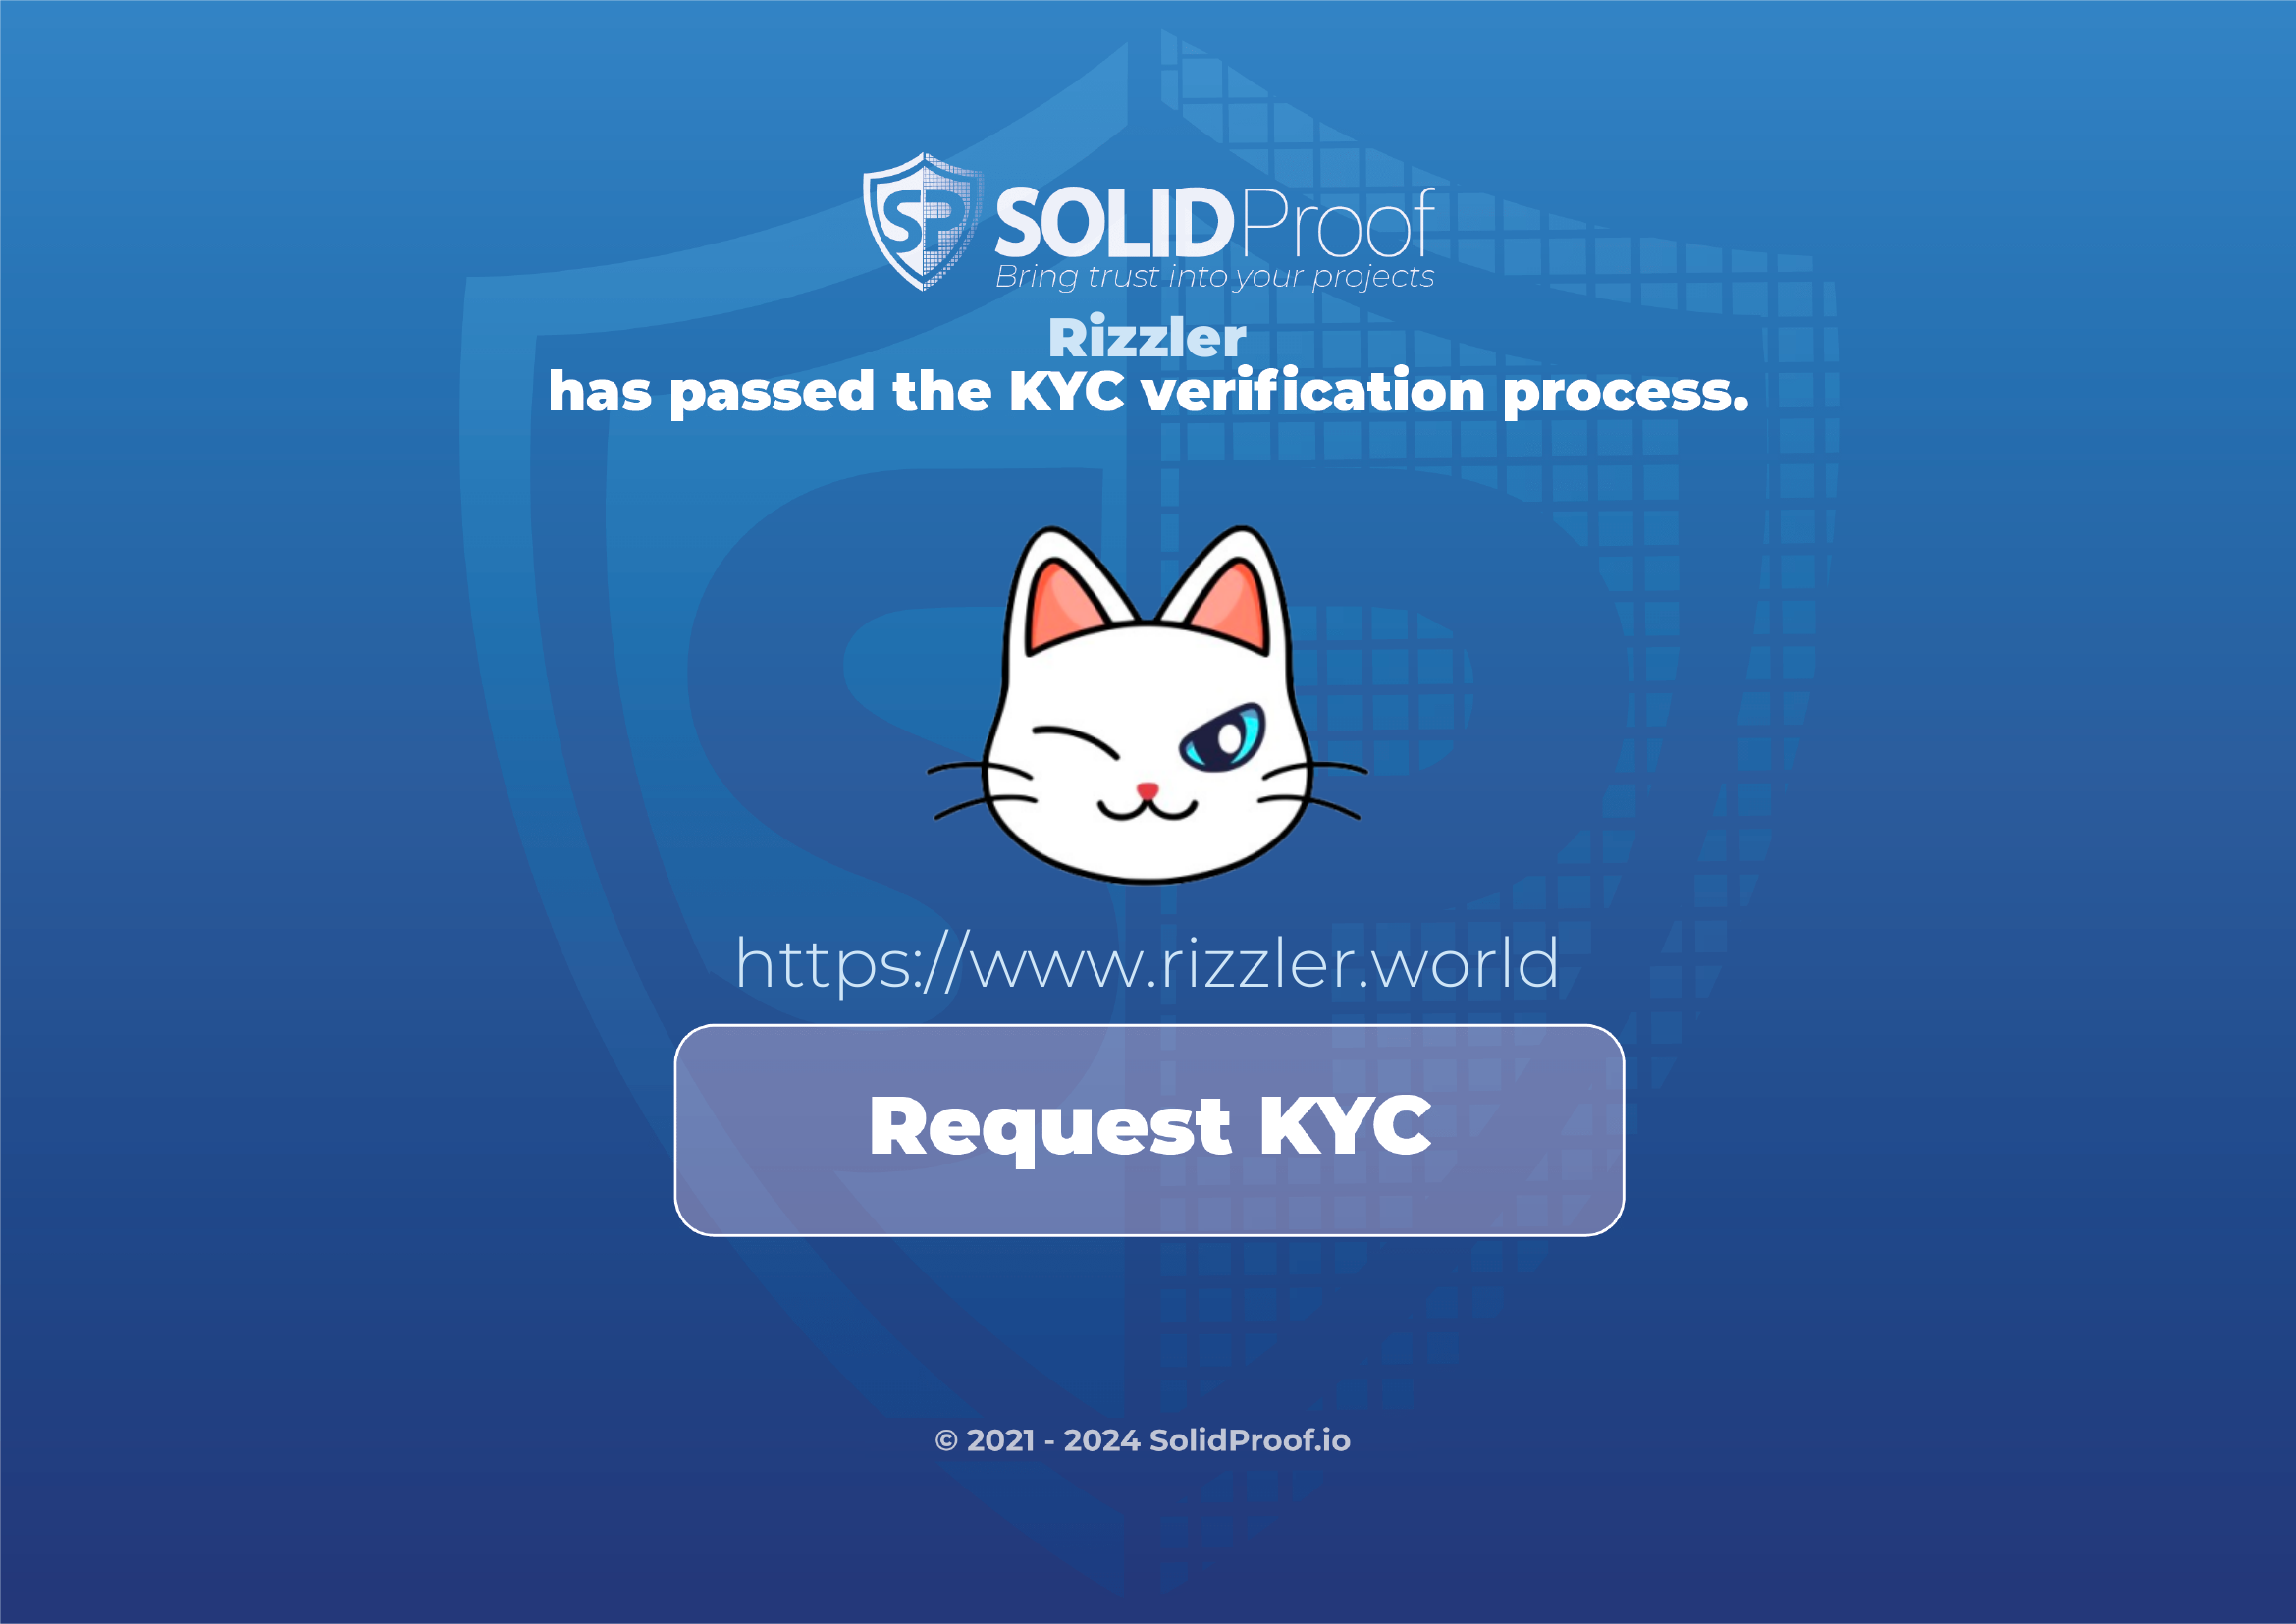 SP SOLIDProof
Bring trust into your projects
Rizzler
has passed the KYC verification process.
https://www.rizzler.world
Request KYC
© 2021 - 2024 SolidProof.io